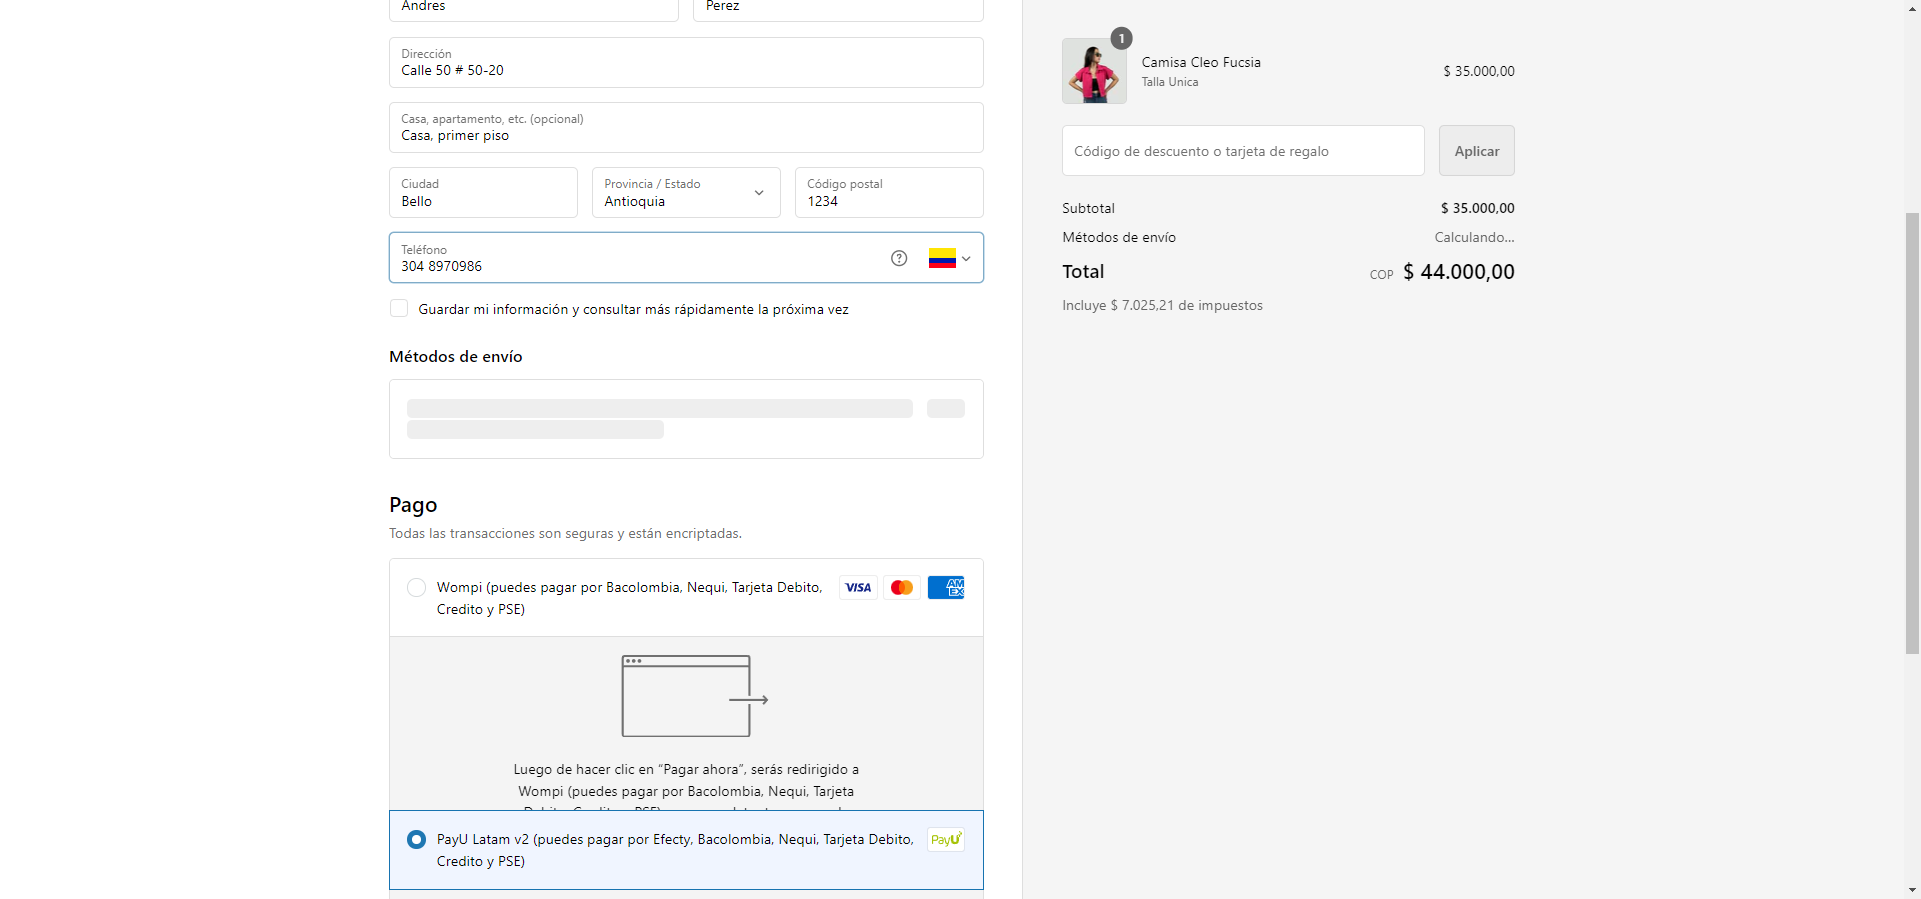 Andres
Perez
Dirección
Calle 50 # 50-20
Casa, apartamento, etc. (opcional)
Casa, primer piso
Ciudad
Bello
Provincia / Estado
Antioquia
Código postal
1234
Teléfono
304 8970986
Guardar mi información y consultar más rápidamente la próxima vez
Métodos de envío
Pago
Todas las transacciones son seguras y están encriptadas.
Wompi (puedes pagar por Bacolombia, Nequi, Tarjeta Debito,
Credito y PSE)
VISA
AM
EX
Luego de hacer clic en “Pagar ahora”, serás redirigido a
Wompi (puedes pagar por Bacolombia, Nequi, Tarjeta
PayU Latam v2 (puedes pagar por Efecty, Bacolombia, Nequi, Tarjeta Debito,
Credito y PSE)
PayU
1
Camisa Cleo Fucsia
Talla Unica
$ 35.000,00
Código de descuento o tarjeta de regalo
Aplicar
Subtotal
$ 35.000,00
Métodos de envío
Calculando...
Total
COP $ 44.000,00
Incluye $ 7.025,21 de impuestos